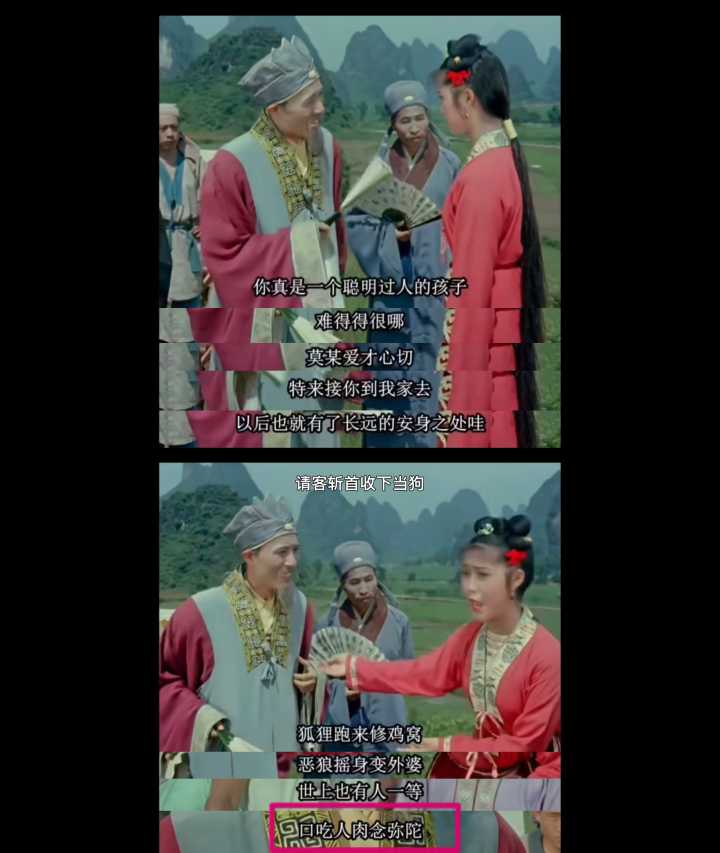 你真是一个聪明过人的孩子
难得得很哪
莫某爱才心切
特来接你到我家去
以后也就有了长远的安身之处哇
请客斩首收下当狗
狐狸跑来修鸡窝
恶狼摇身变外婆
世上也有人一等
口吃人肉念弥陀